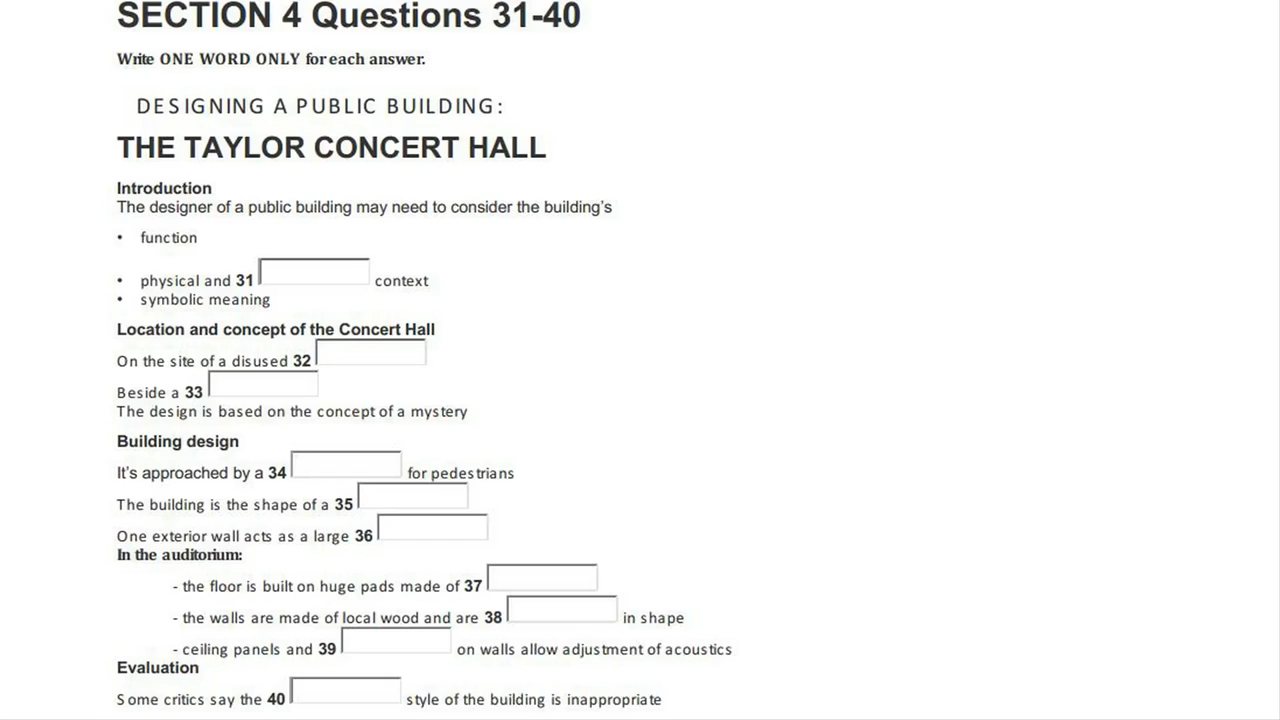 SECTION 4 Questions 31-40
Write ONE WORD ONLY for each answer.
DESIGNING A PUBLIC BUILDING:
THE TAYLOR CONCERT HALL
Introduction
The designer of a public building may need to consider the building's
• function
• physical and 31 context
• symbolic meaning
Location and concept of the Concert Hall
On the site of a disused 32
Beside a 33
The design is based on the concept of a mystery
Building design
It's approached by a 34 for pedestrians
The building is the shape of a 35
One exterior wall acts as a large 36
In the auditorium:
- the floor is built on huge pads made of 37
- the walls are made of local wood and are 38 in shape
- ceiling panels and 39 on walls allow adjustment of acoustics
Evaluation
Some critics say the 40 style of the building is inappropriate